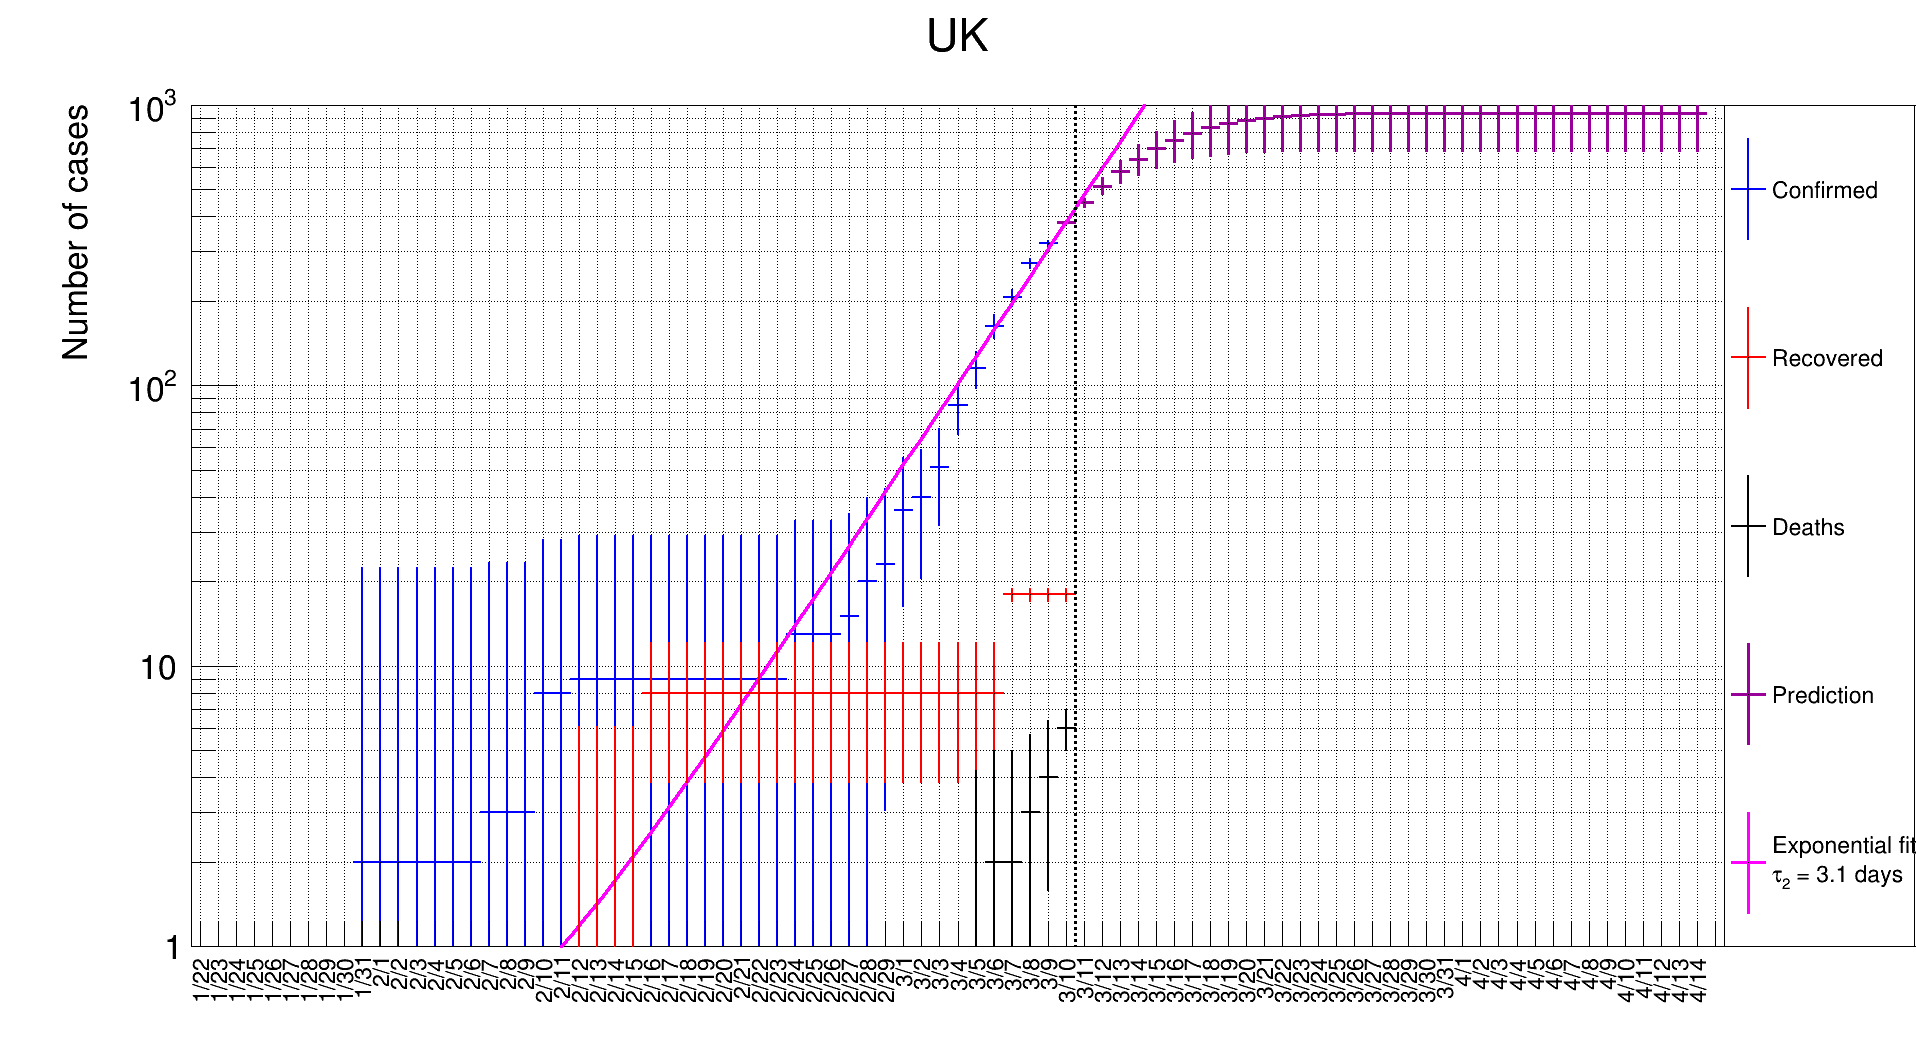 UK
Number of cases
10³
10²
10
1
1/22 1/23 1/24 1/25 1/26 1/27 1/28 1/29 1/30 1/31 2/1 2/2 2/3 2/4 2/5 2/6 2/7 2/8 2/9 2/10 2/11 2/12 2/13 2/14 2/15 2/16 2/17 2/18 2/19 2/20 2/21 2/22 2/23 2/24 2/25 2/26 2/27 2/28 2/29 3/1 3/2 3/3 3/4 3/5 3/6 3/7 3/8 3/9 3/10 3/11 3/12 3/13 3/14 3/15 3/16 3/17 3/18 3/19 3/20 3/21 3/22 3/23 3/24 3/25 3/26 3/27 3/28 3/29 3/30 3/31 4/1 4/2 4/3 4/4 4/5 4/6 4/7 4/8 4/9 4/10 4/11 4/12 4/13 4/14
Confirmed
Recovered
Deaths
Prediction
Exponential fit
τ₂ = 3.1 days